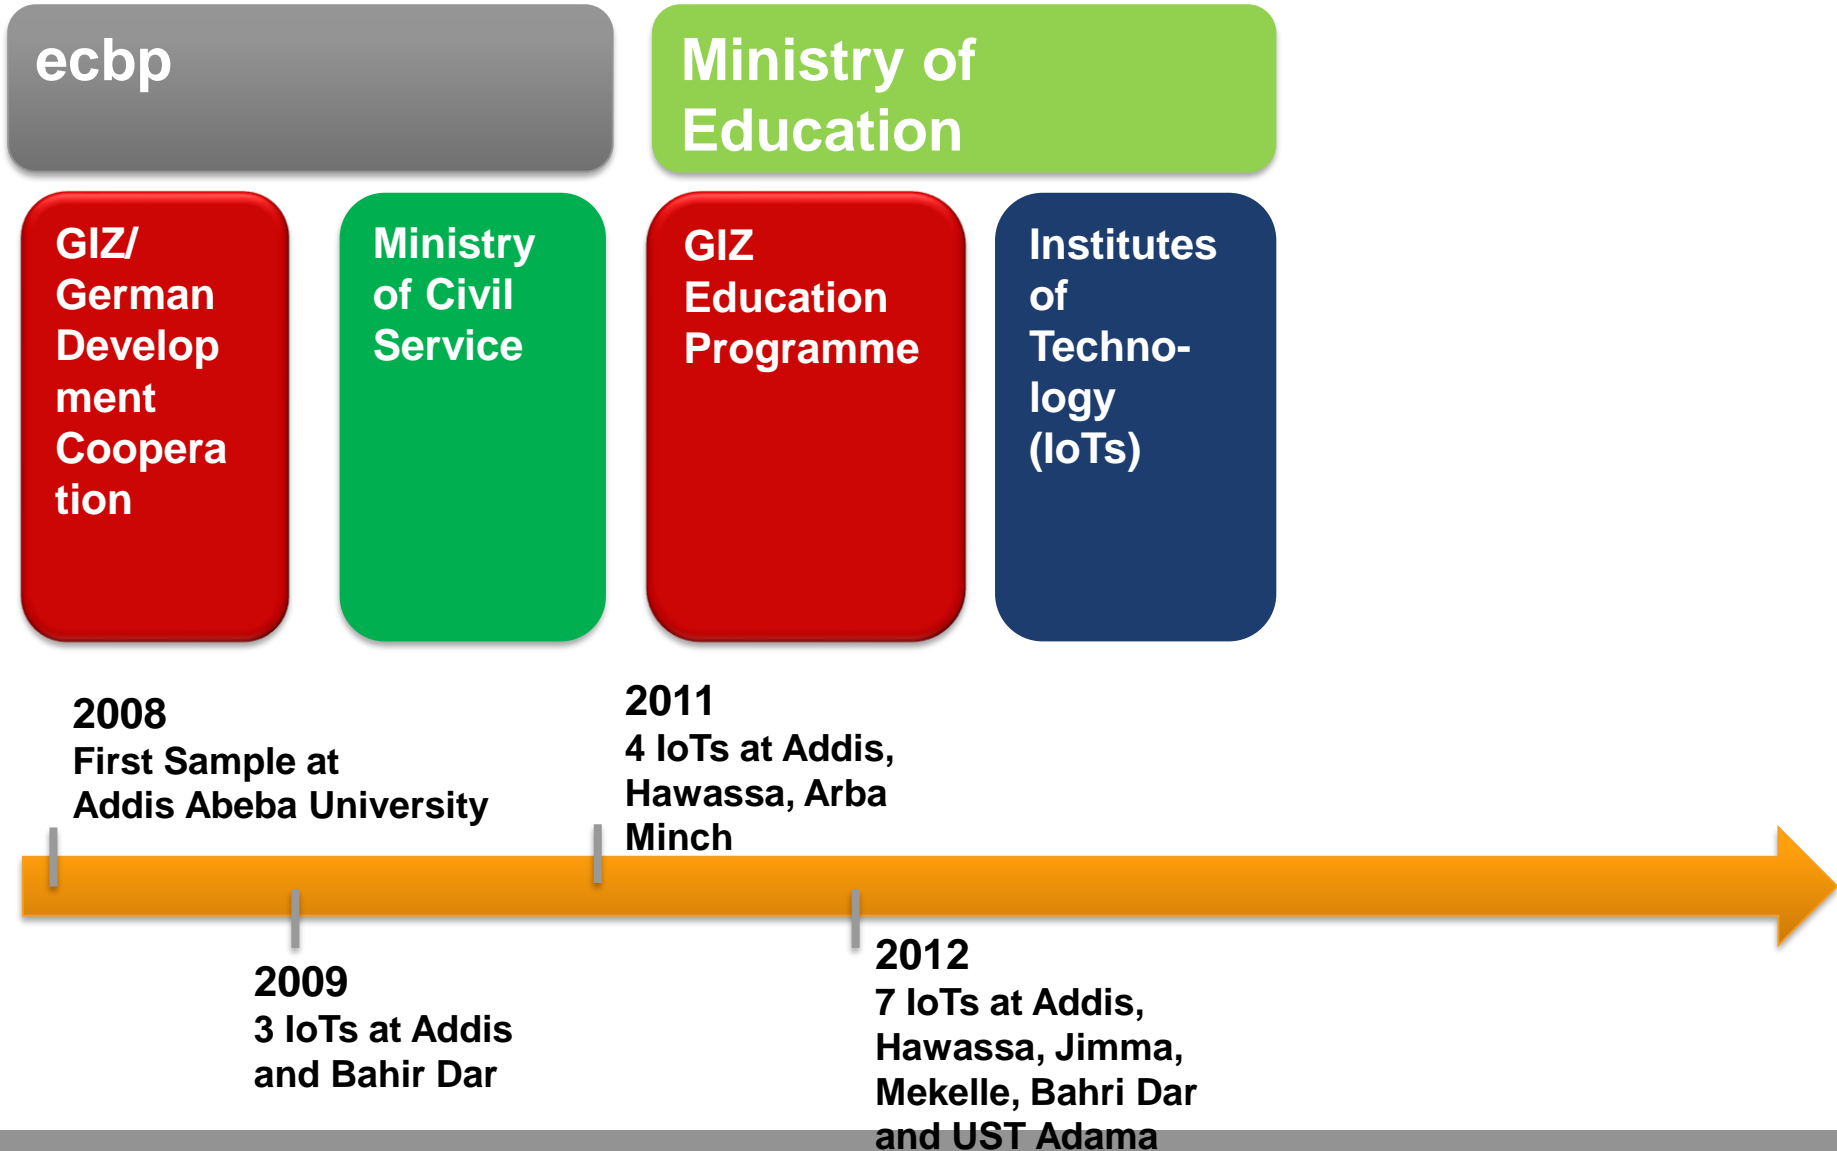 ecbp
Ministry of
Education
GIZ/
German
Develop
ment
Coopera
tion
Ministry
of Civil
Service
GIZ
Education
Programme
Institutes
of
Techno-
logy
(IoTs)
2008
First Sample at
Addis Abeba University
2011
4 IoTs at Addis,
Hawassa, Arba
Minch
2009
3 IoTs at Addis
and Bahir Dar
2012
7 IoTs at Addis,
Hawassa, Jimma,
Mekelle, Bahri Dar
and UST Adama